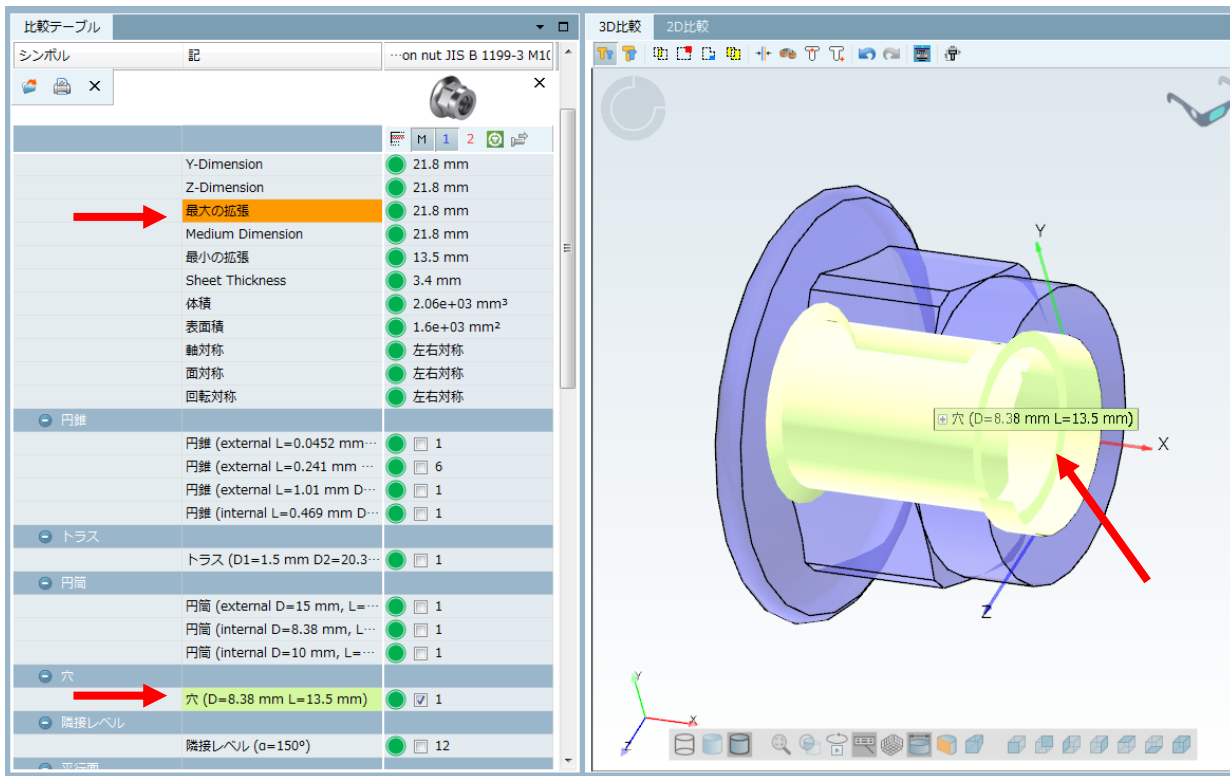 比較テーブル
シンボル 記 …on nut JIS B 1199-3 M10
M 1 2
Y-Dimension 21.8 mm
Z-Dimension 21.8 mm
最大の拡張 21.8 mm
Medium Dimension 21.8 mm
最小の拡張 13.5 mm
Sheet Thickness 3.4 mm
体積 2.06e+03 mm³
表面積 1.6e+03 mm²
軸対称 左右対称
面対称 左右対称
回転対称 左右対称
円錐
円錐 (external L=0.0452 mm… 1
円錐 (external L=0.241 mm … 6
円錐 (external L=1.01 mm D… 1
円錐 (internal L=0.469 mm D… 1
トラス
トラス (D1=1.5 mm D2=20.3… 1
円筒
円筒 (external D=15 mm, L=… 1
円筒 (internal D=8.38 mm, L… 1
円筒 (internal D=10 mm, L=… 1
穴
穴 (D=8.38 mm L=13.5 mm) 1
隣接レベル
隣接レベル (α=150°) 12
平行面
3D比較 2D比較
Y
穴 (D=8.38 mm L=13.5 mm)
X
Z
Y
X
Z